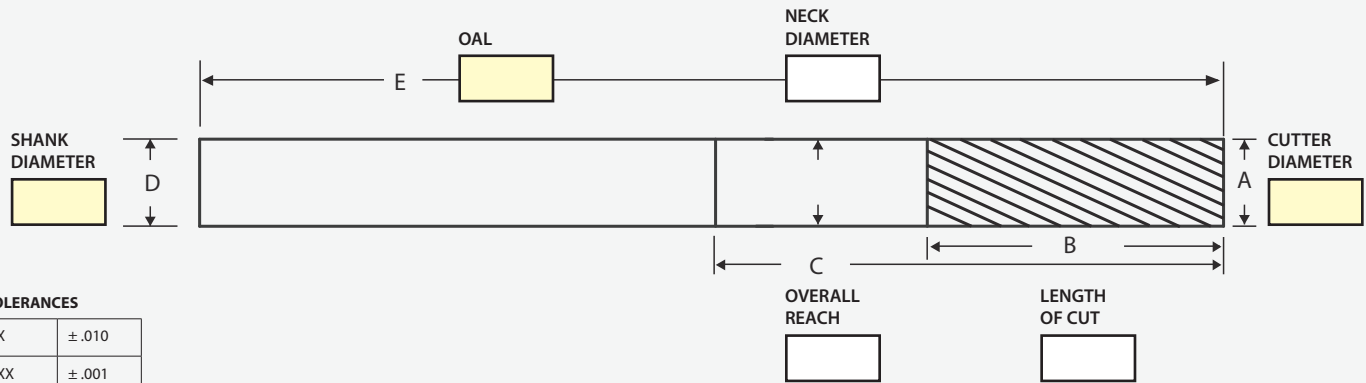 NECK
DIAMETER
OAL
E
SHANK
DIAMETER
D
A
CUTTER
DIAMETER
B
C
OVERALL
REACH
LENGTH
OF CUT
OLERANCES
X ± .010
XX ± .001